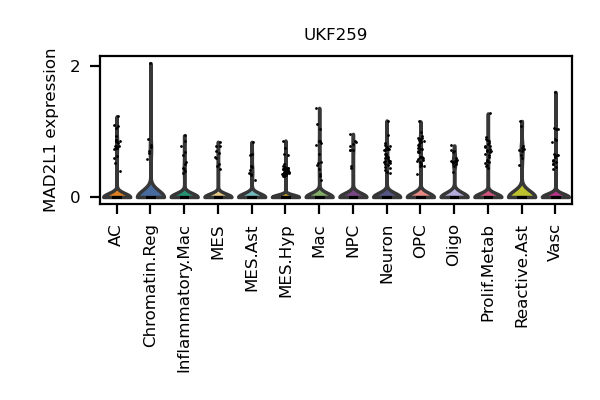 UKF259
MAD2L1 expression
2
0
AC
Chromatin.Reg
Inflammatory.Mac
MES
MES.Ast
MES.Hyp
Mac
NPC
Neuron
OPC
Oligo
Prolif.Metab
Reactive.Ast
Vasc